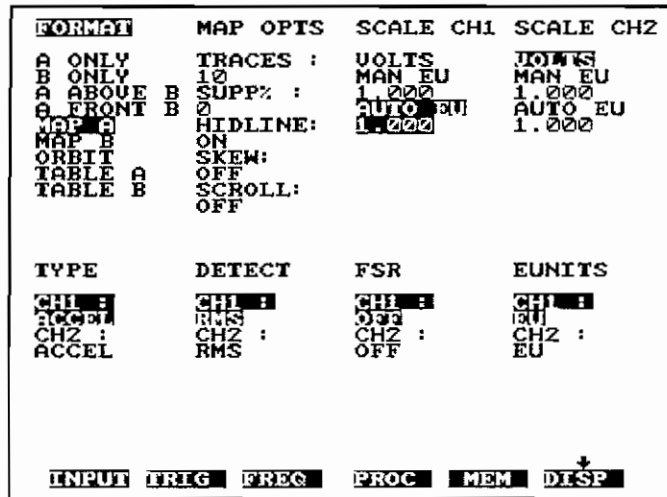 FORMAT MAP OPTS SCALE CH1 SCALE CH2
A ONLY TRACES : VOLTS VOLTS
B ONLY 10 MAN EU MAN EU
A ABOVE B SUPP% : 1.000 1.000
A FRONT B 0 AUTO EU AUTO EU
MAP A HIDLINE: 1.000 1.000
MAP B ON
ORBIT SKEW:
TABLE A OFF
TABLE B SCROLL:
OFF
TYPE DETECT FSR EUNITS
CH1 : CH1 : CH1 : CH1 :
ACCEL RMS OFF EU
CH2 : CH2 : CH2 : CH2 :
ACCEL RMS OFF EU
INPUT TRIG FREQ PROC MEM DISP